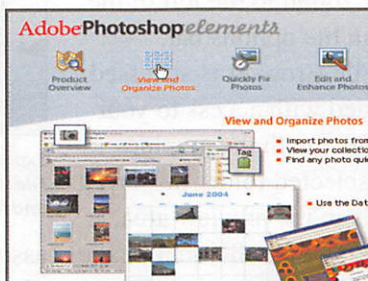 AdobePhotoshopelements
Product
Overview
View and
Organize Photos
Quickly Fix
Photos
Edit and
Enhance Photos
View and Organize Photos
Import photos from
View your collectio
Find any photo quic
Tag
June 2004
Use the Dat